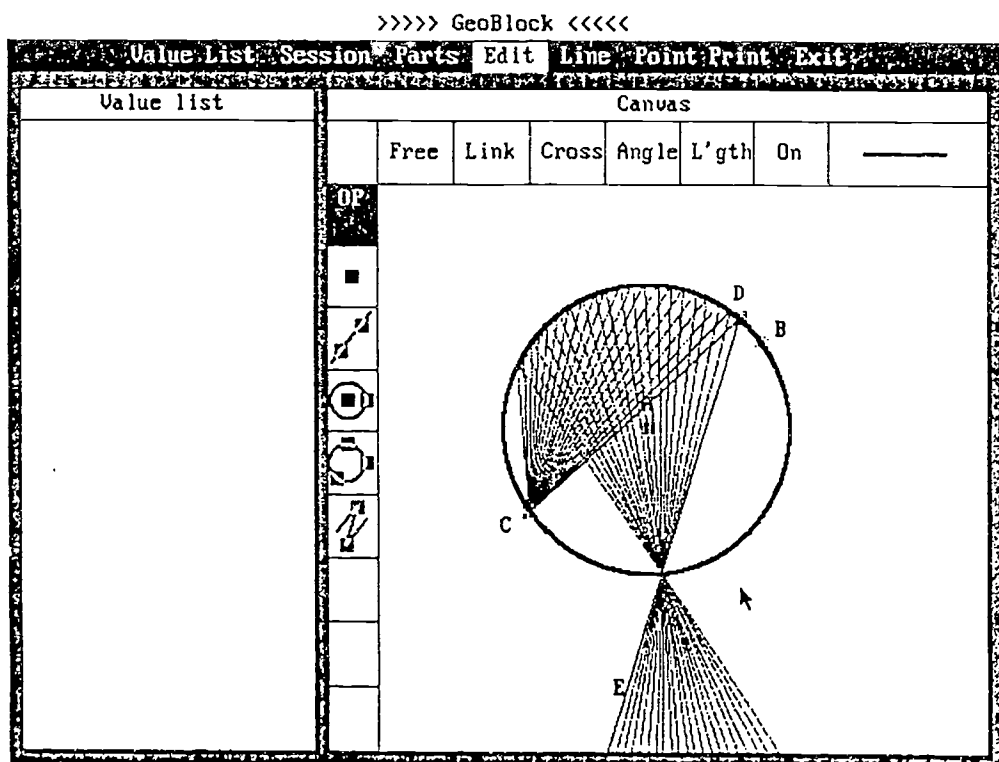 >>>>> GeoBlock <<<<<
Value List Session Parts Edit Line Point Print Exit
Value list
Canvas
Free Link Cross Angle L'gth On
OP
D
B
C
E